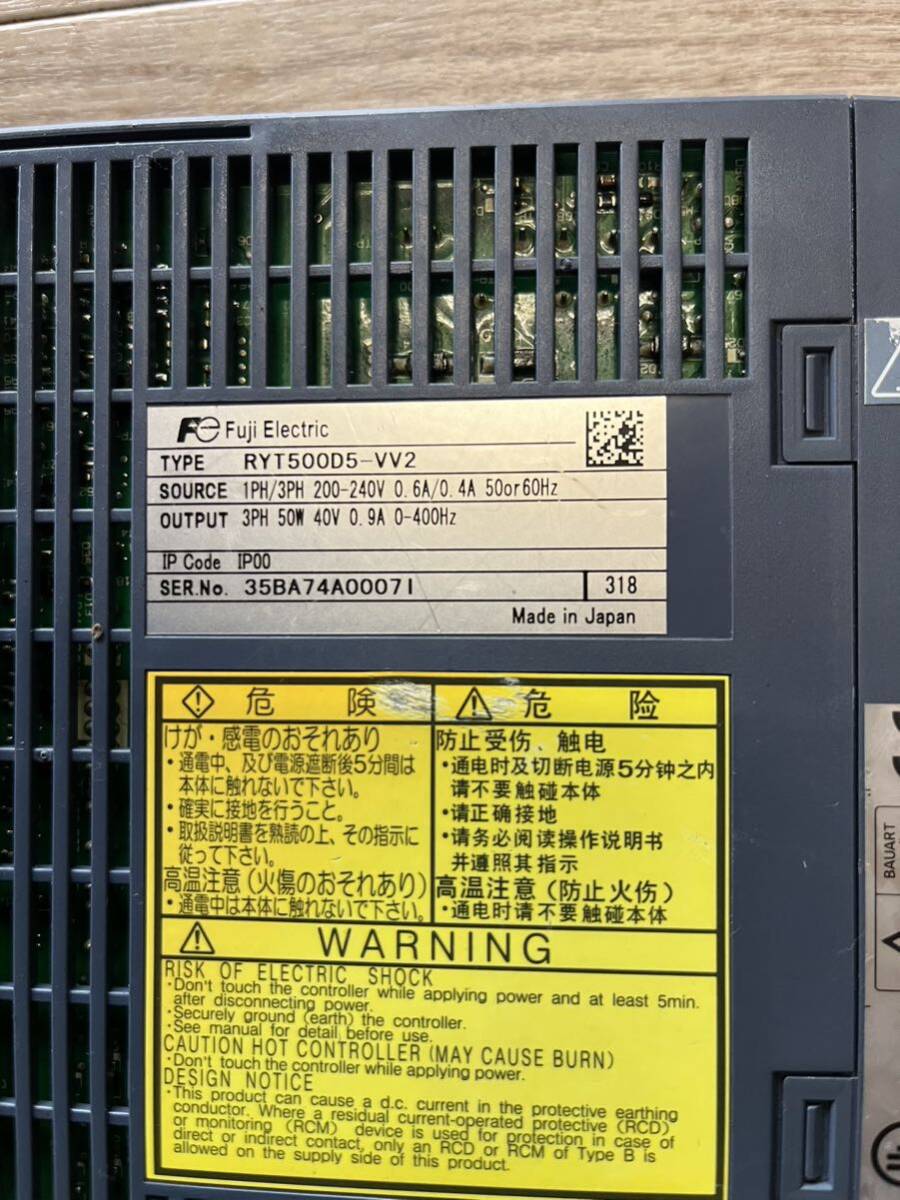 Fe Fuji Electric
TYPE RYT500D5-VV2
SOURCE 1PH/3PH 200-240V 0.6A/0.4A 50or60Hz
OUTPUT 3PH 50W 40V 0.9A 0-400Hz
IP Code IP00
SER.No. 35BA74A0007I 318
Made in Japan
危 険
けが・感電のおそれあり
・通電中、及び電源遮断後5分間は
本体に触れないで下さい。
・確実に接地を行うこと。
・取扱説明書を熟読の上、その指示に
従って下さい。
高温注意（火傷のおそれあり）
・通電中は本体に触れないで下さい。
危 险
防止受伤、触电
・通电时及切断电源5分钟之内
请不要触碰本体
・请正确接地
・请务必阅读操作说明书
并遵照其指示
高温注意（防止火伤）
・通电时请不要触碰本体
WARNING
RISK OF ELECTRIC SHOCK
・Don't touch the controller while applying power and at least 5min.
after disconnecting power.
・Securely ground (earth) the controller.
・See manual for detail before use.
CAUTION HOT CONTROLLER (MAY CAUSE BURN)
・Don't touch the controller while applying power.
DESIGN NOTICE
・This product can cause a d.c. current in the protective earthing
conductor. Where a residual current-operated protective (RCD)
or monitoring (RCM) device is used for protection in case of
direct or indirect contact, only an RCD or RCM of Type B is
allowed on the supply side of this product.
BAUART